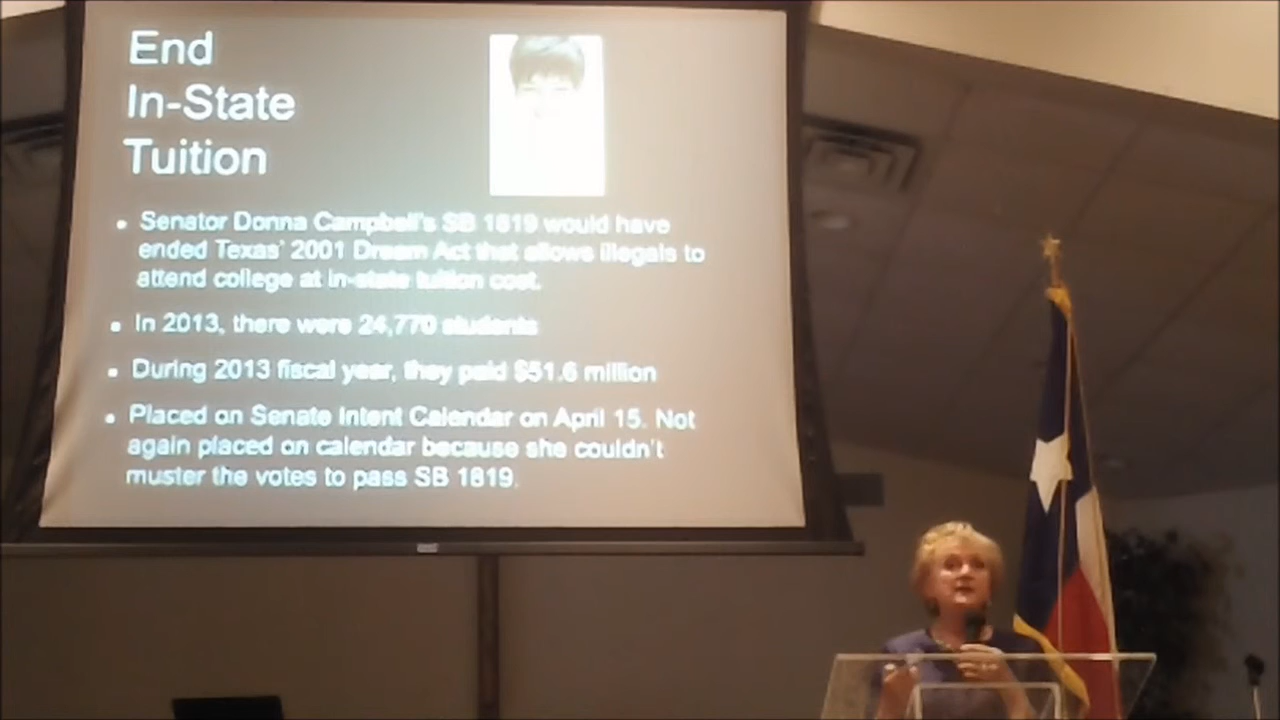 End
In-State
Tuition
• Senator Donna Campbell's SB 1819 would have
ended Texas' 2001 Dream Act that allows illegals to
attend college at in-state tuition cost.
• In 2013, there were 24,770 students
• During 2013 fiscal year, they paid $51.6 million
• Placed on Senate Intent Calendar on April 15. Not
again placed on calendar because she couldn't
muster the votes to pass SB 1819.